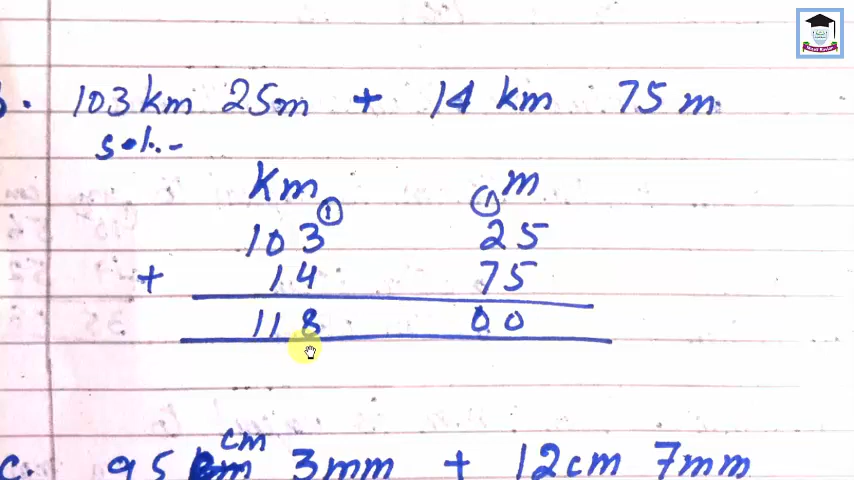 b. 103 km 25m + 14 km 75 m
Sol.-
Km m
① ①
103 25
+ 14 75
118 00
c. 95 cm 3mm + 12cm 7mm